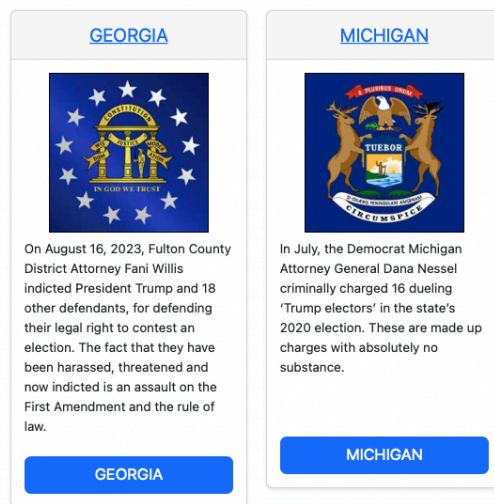 GEORGIA
CONSTITUTION
WISDOM JUSTICE MODERATION
IN GOD WE TRUST
On August 16, 2023, Fulton County
District Attorney Fani Willis
indicted President Trump and 18
other defendants, for defending
their legal right to contest an
election. The fact that they have
been harassed, threatened and
now indicted is an assault on the
First Amendment and the rule of
law.
GEORGIA
MICHIGAN
E PLURIBUS UNUM
TUEBOR
SI QUÆRIS PENINSULAM AMŒNAM
CIRCUMSPICE
In July, the Democrat Michigan
Attorney General Dana Nessel
criminally charged 16 dueling
‘Trump electors’ in the state’s
2020 election. These are made up
charges with absolutely no
substance.
MICHIGAN